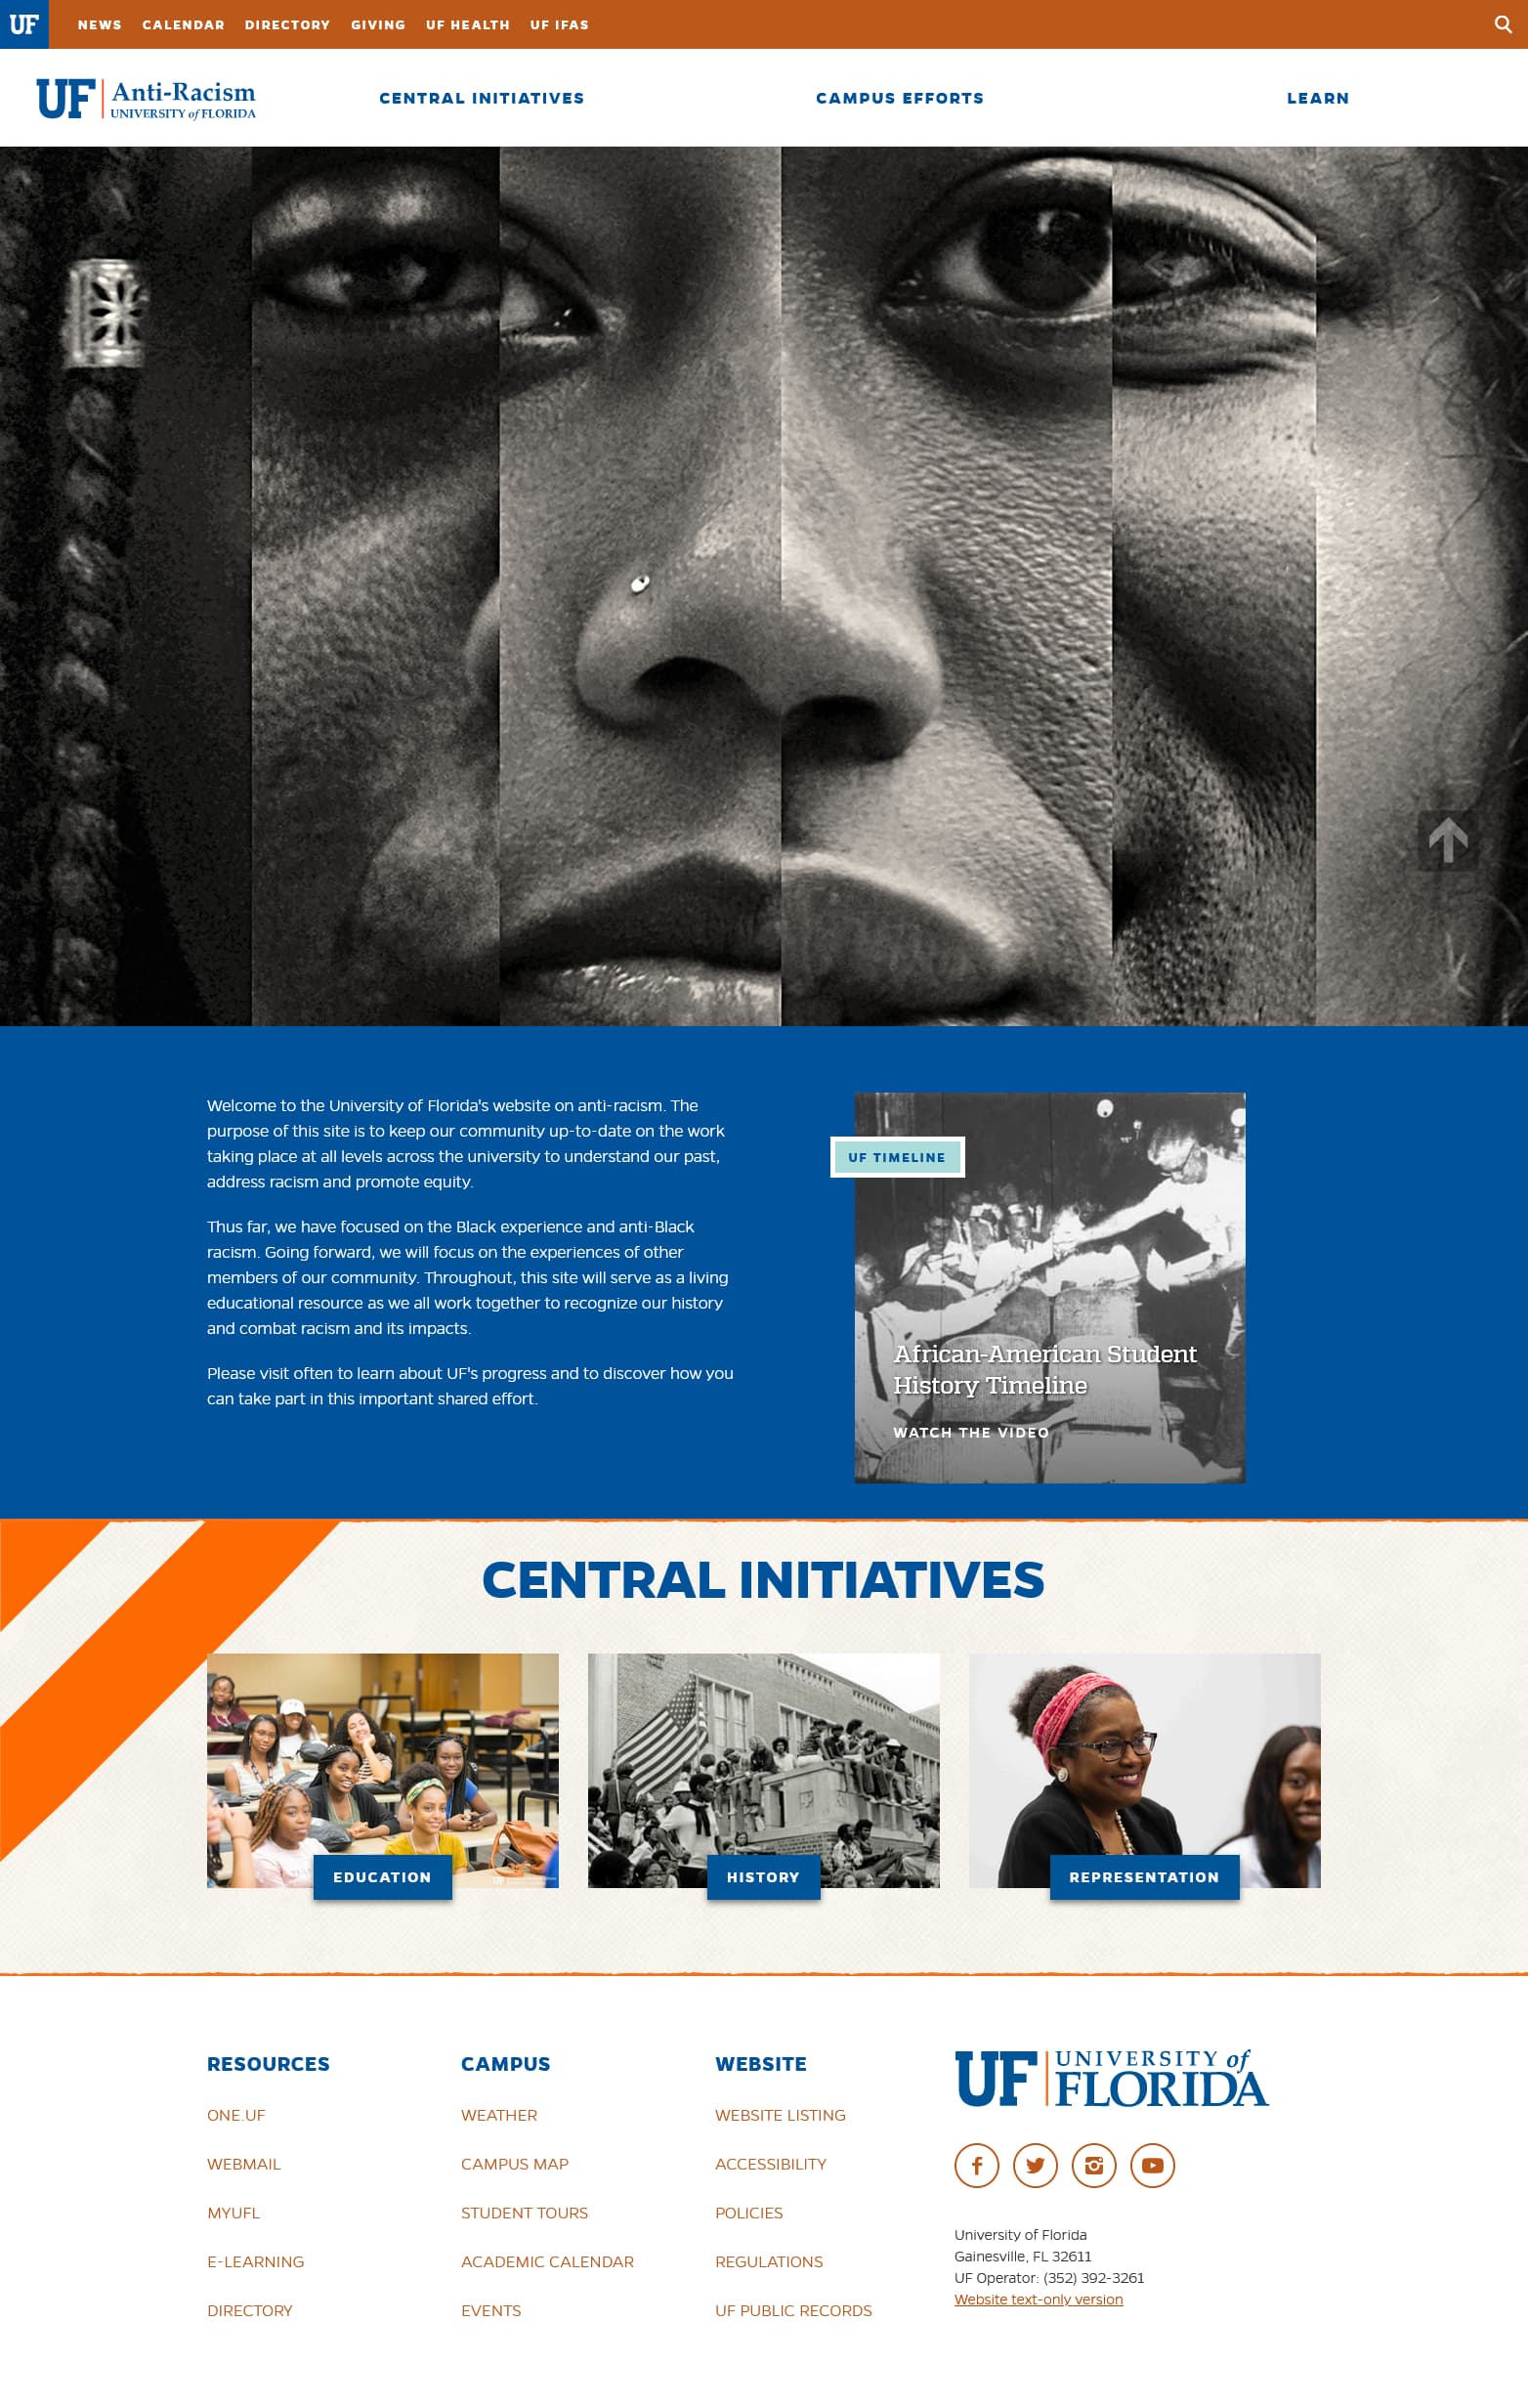 UF
NEWS CALENDAR DIRECTORY GIVING UF HEALTH UF IFAS
UF Anti-Racism
UNIVERSITY of FLORIDA
CENTRAL INITIATIVES CAMPUS EFFORTS LEARN
Welcome to the University of Florida's website on anti-racism. The
purpose of this site is to keep our community up-to-date on the work
taking place at all levels across the university to understand our past,
address racism and promote equity.
Thus far, we have focused on the Black experience and anti-Black
racism. Going forward, we will focus on the experiences of other
members of our community. Throughout, this site will serve as a living
educational resource as we all work together to recognize our history
and combat racism and its impacts.
Please visit often to learn about UF's progress and to discover how you
can take part in this important shared effort.
UF TIMELINE
African-American Student
History Timeline
WATCH THE VIDEO
CENTRAL INITIATIVES
EDUCATION
HISTORY
REPRESENTATION
RESOURCES
ONE.UF
WEBMAIL
MYUFL
E-LEARNING
DIRECTORY
CAMPUS
WEATHER
CAMPUS MAP
STUDENT TOURS
ACADEMIC CALENDAR
EVENTS
WEBSITE
WEBSITE LISTING
ACCESSIBILITY
POLICIES
REGULATIONS
UF PUBLIC RECORDS
UF UNIVERSITY of
FLORIDA
University of Florida
Gainesville, FL 32611
UF Operator: (352) 392-3261
Website text-only version